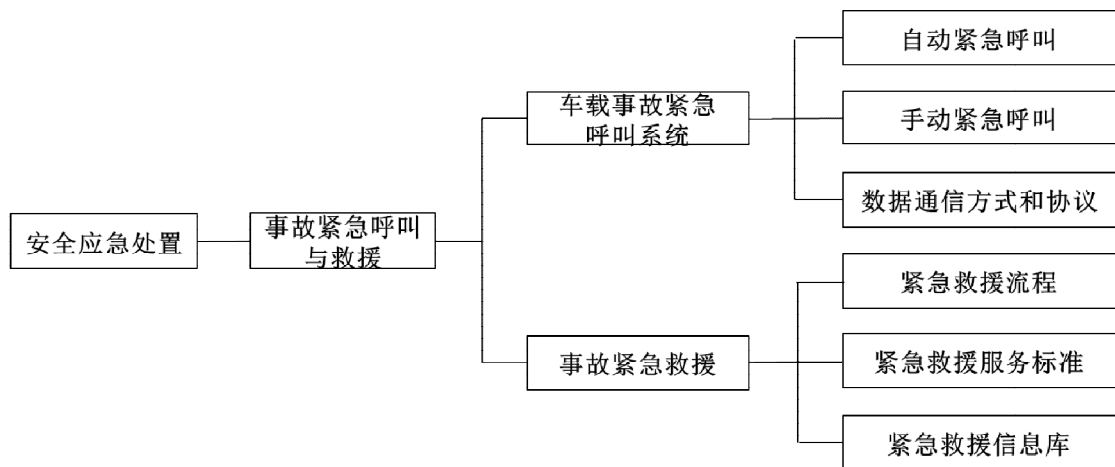 安全应急处置
事故紧急呼叫
与救援
车载事故紧急
呼叫系统
自动紧急呼叫
手动紧急呼叫
数据通信方式和协议
事故紧急救援
紧急救援流程
紧急救援服务标准
紧急救援信息库